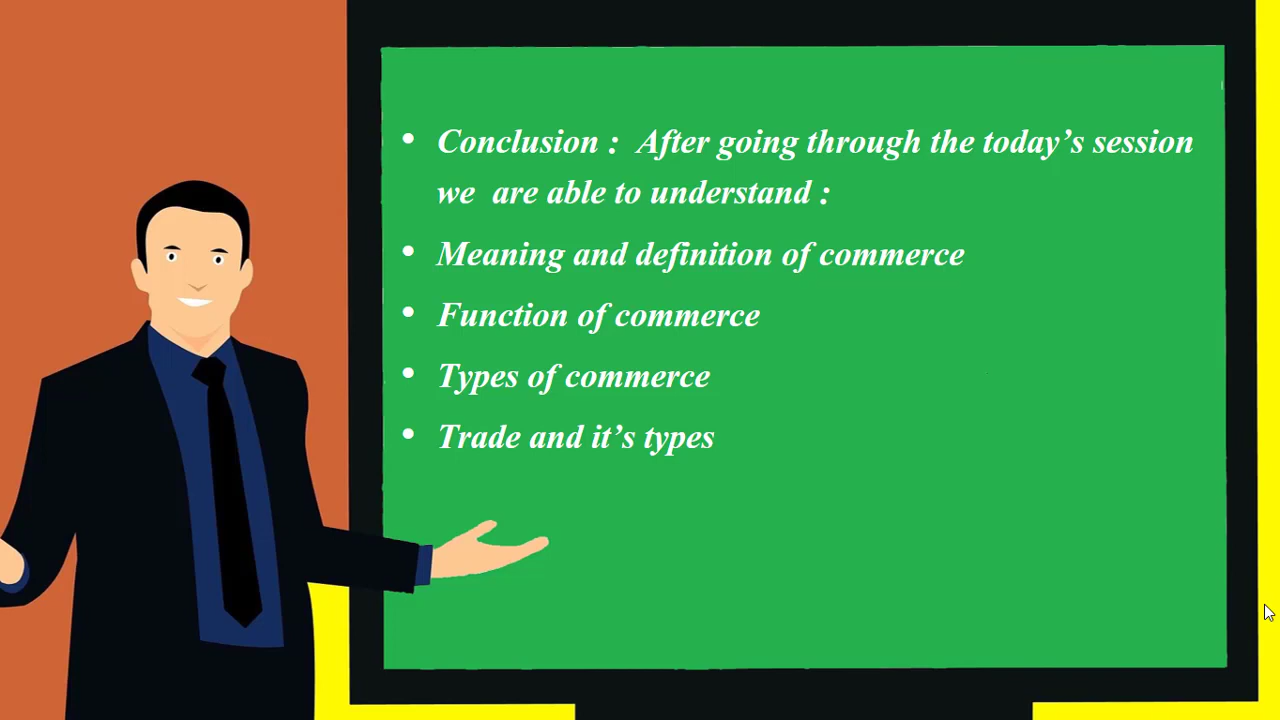 • Conclusion :  After going through the today’s session
we  are able to understand :
• Meaning and definition of commerce
• Function of commerce
• Types of commerce
• Trade and it’s types